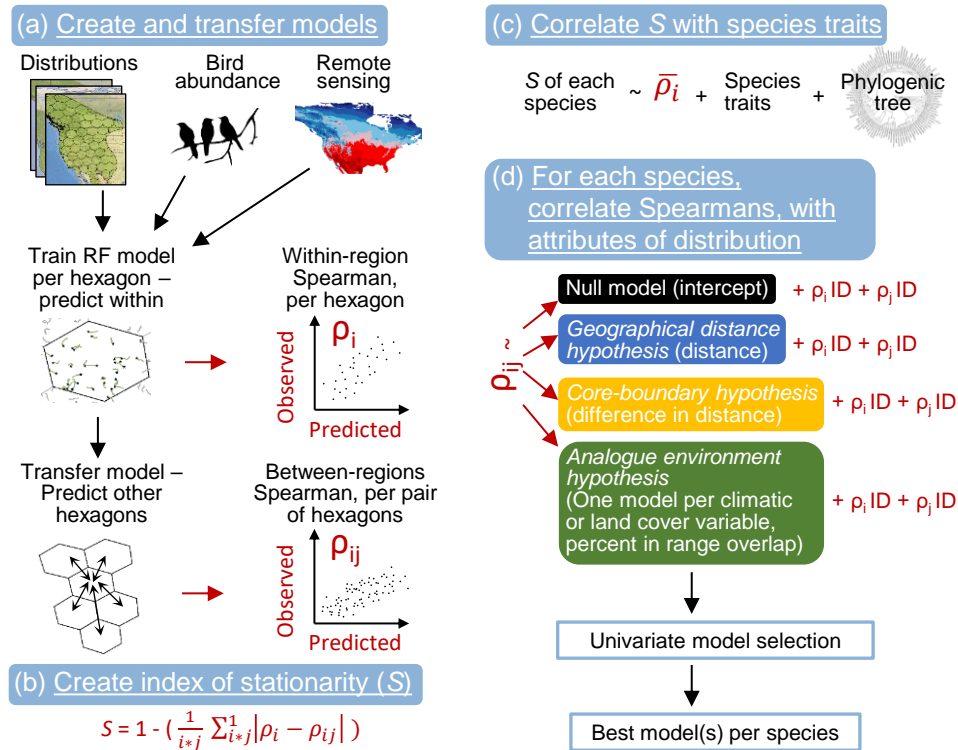 (a) Create and transfer models
Distributions
Bird
abundance
Remote
sensing
Train RF model
per hexagon –
predict within
Within-region
Spearman,
per hexagon
ρi
Observed
Predicted
Transfer model –
Predict other
hexagons
Between-regions
Spearman, per pair
of hexagons
ρij
Observed
Predicted
(b) Create index of stationarity (S)
S = 1 - ( 1/i*j ∑¹i*j |ρi − ρij| )
(c) Correlate S with species traits
S of each
species
~ ρ̅i + Species
traits
+ Phylogenic
tree
(d) For each species,
correlate Spearmans, with
attributes of distribution
ρij ~
Null model (intercept) + ρi ID + ρj ID
Geographical distance
hypothesis (distance) + ρi ID + ρj ID
Core-boundary hypothesis
(difference in distance) + ρi ID + ρj ID
Analogue environment
hypothesis
(One model per climatic
or land cover variable,
percent in range overlap)
+ ρi ID + ρj ID
Univariate model selection
Best model(s) per species